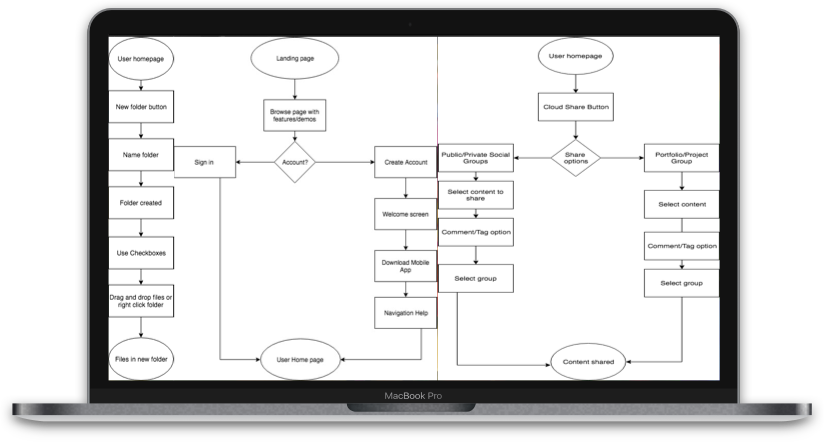 User homepage
New folder button
Name folder
Folder created
Use Checkboxes
Drag and drop files or
right click folder
Files in new folder
Landing page
Browse page with
features/demos
Account?
Sign in
Create Account
Welcome screen
Download Mobile
App
Navigation Help
User Home page
User homepage
Cloud Share Button
Share
options
Public/Private Social
Groups
Select content to
share
Comment/Tag option
Select group
Portfolio/Project
Group
Select content
Comment/Tag option
Select group
Content shared
MacBook Pro